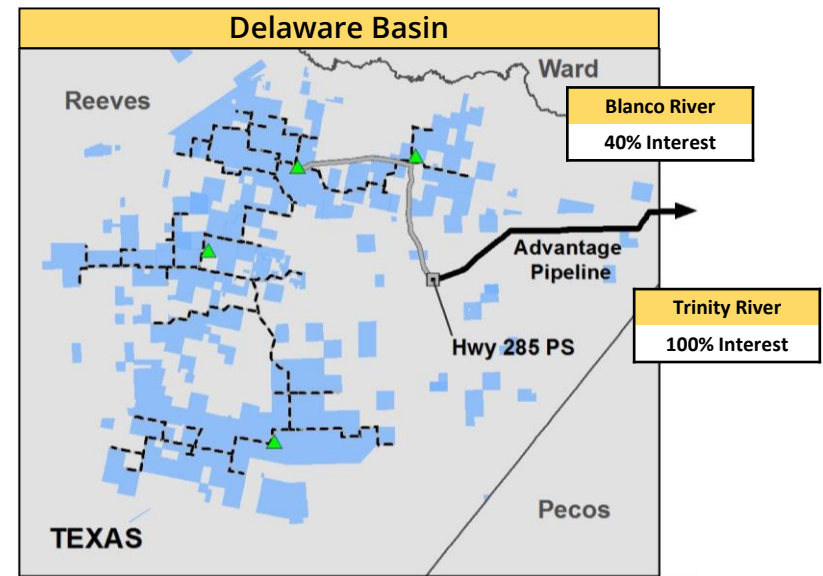 Delaware Basin
Ward
Reeves
Blanco River
40% Interest
Advantage
Pipeline
Trinity River
100% Interest
Hwy 285 PS
Pecos
TEXAS